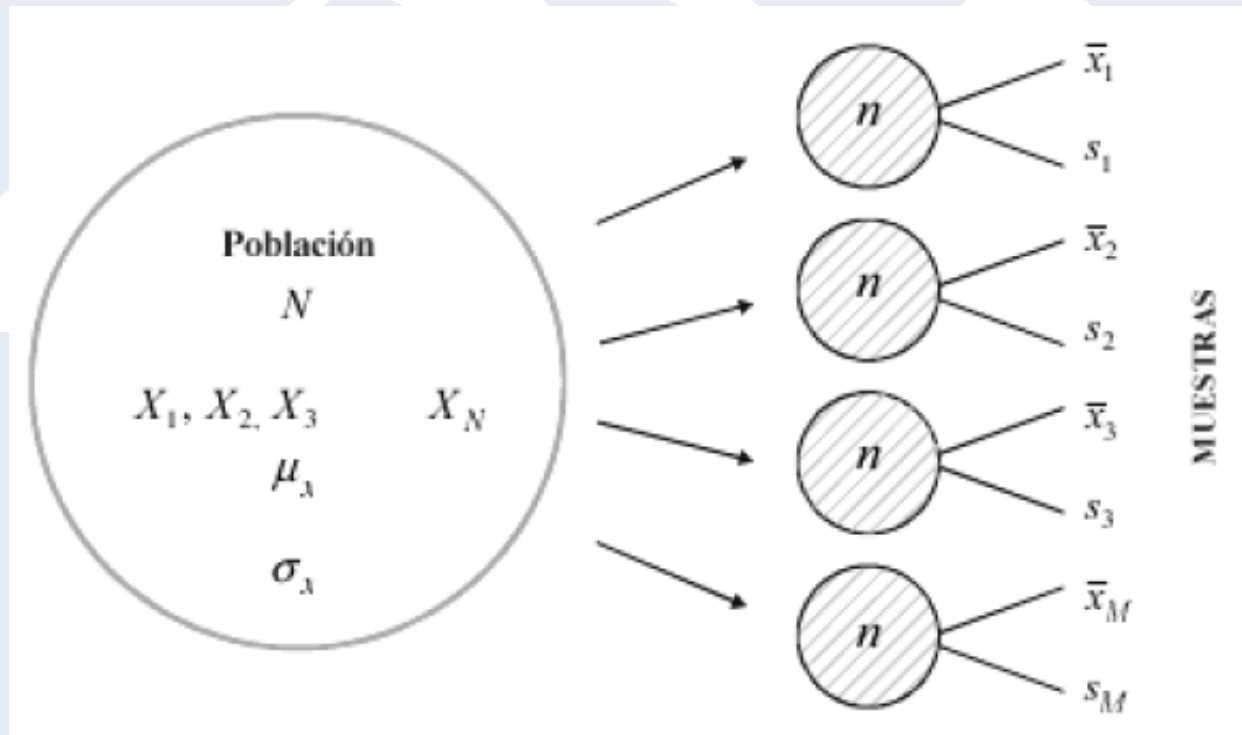 Población
N
X₁, X₂, X₃ X_N
μₓ
σₓ
n
x̄₁
s₁
n
x̄₂
s₂
n
x̄₃
s₃
n
x̄_M
s_M
MUESTRAS